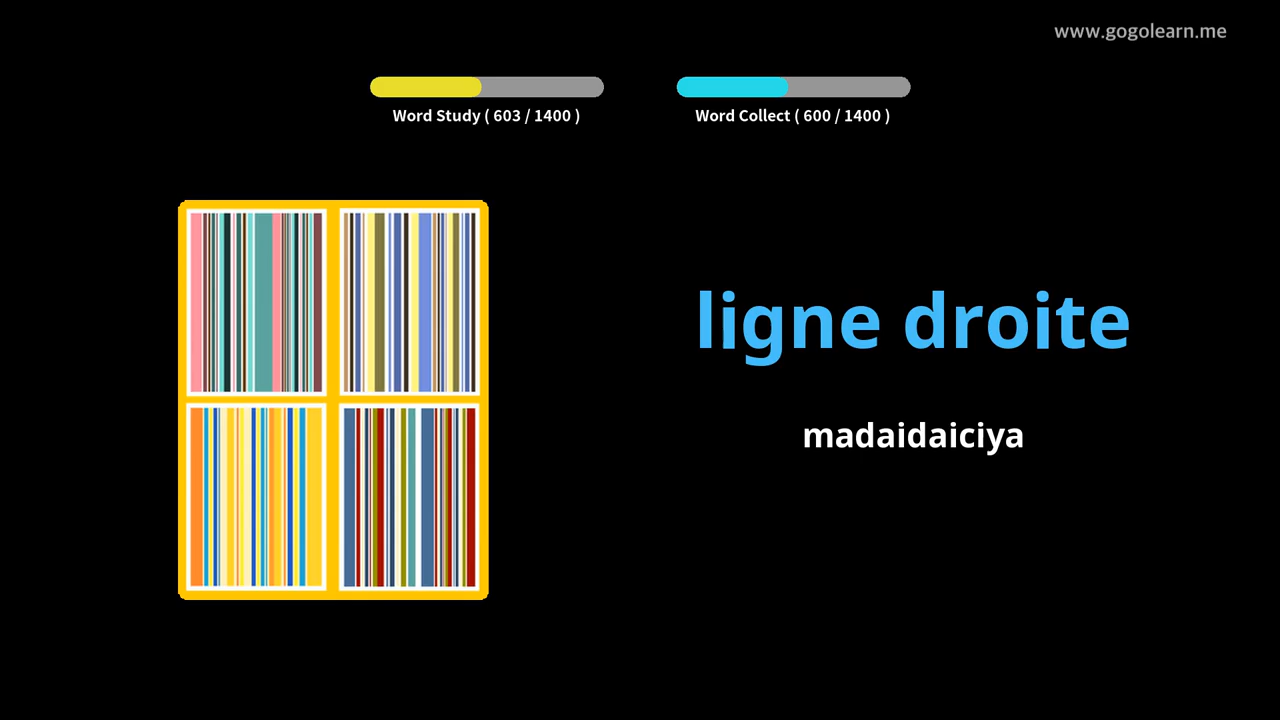 www.gogolearn.me
Word Study ( 603 / 1400 )
Word Collect ( 600 / 1400 )
ligne droite
madaidaiciya